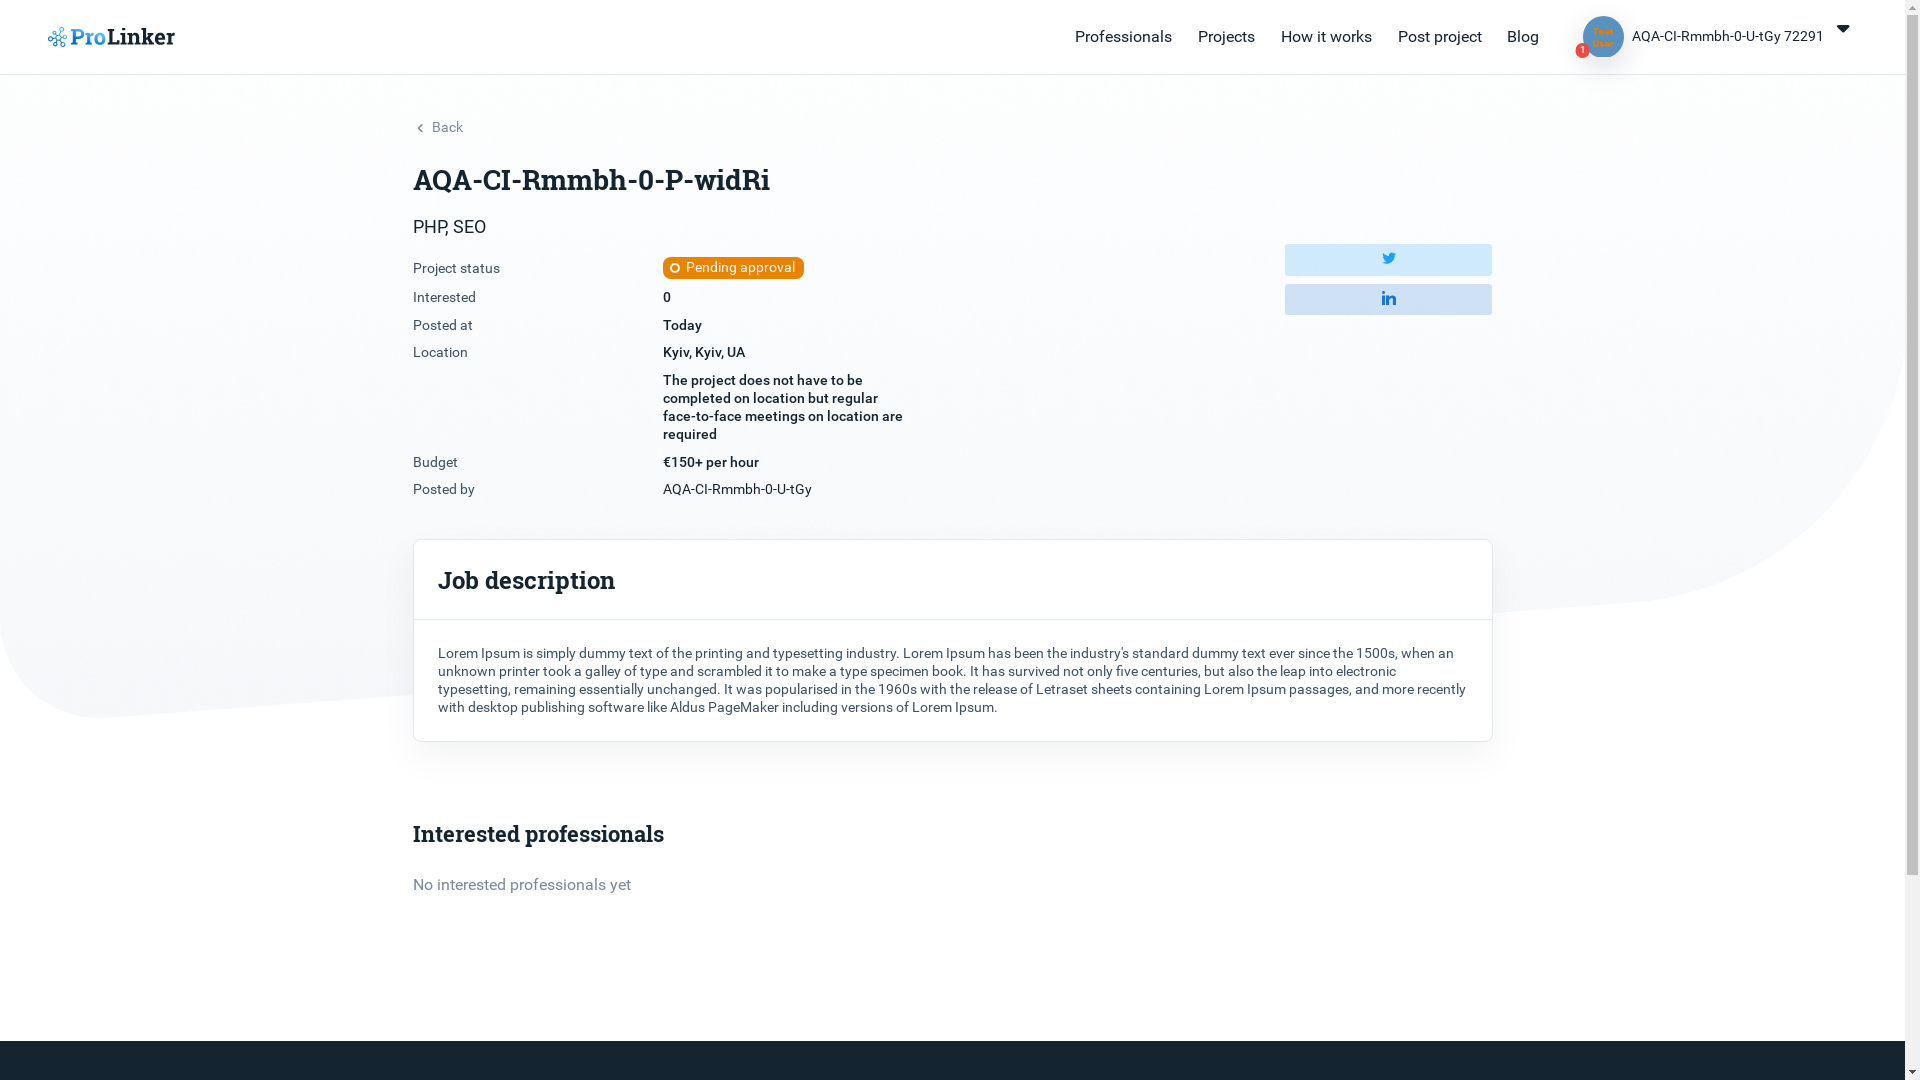 ProLinker
Professionals
Projects
How it works
Post project
Blog
Test
User
1
AQA-CI-Rmmbh-0-U-tGy 72291
Back
AQA-CI-Rmmbh-0-P-widRi
PHP, SEO
Project status
Pending approval
Interested
0
Posted at
Today
Location
Kyiv, Kyiv, UA
The project does not have to be
completed on location but regular
face-to-face meetings on location are
required
Budget
€150+ per hour
Posted by
AQA-CI-Rmmbh-0-U-tGy
Job description
Lorem Ipsum is simply dummy text of the printing and typesetting industry. Lorem Ipsum has been the industry's standard dummy text ever since the 1500s, when an
unknown printer took a galley of type and scrambled it to make a type specimen book. It has survived not only five centuries, but also the leap into electronic
typesetting, remaining essentially unchanged. It was popularised in the 1960s with the release of Letraset sheets containing Lorem Ipsum passages, and more recently
with desktop publishing software like Aldus PageMaker including versions of Lorem Ipsum.
Interested professionals
No interested professionals yet